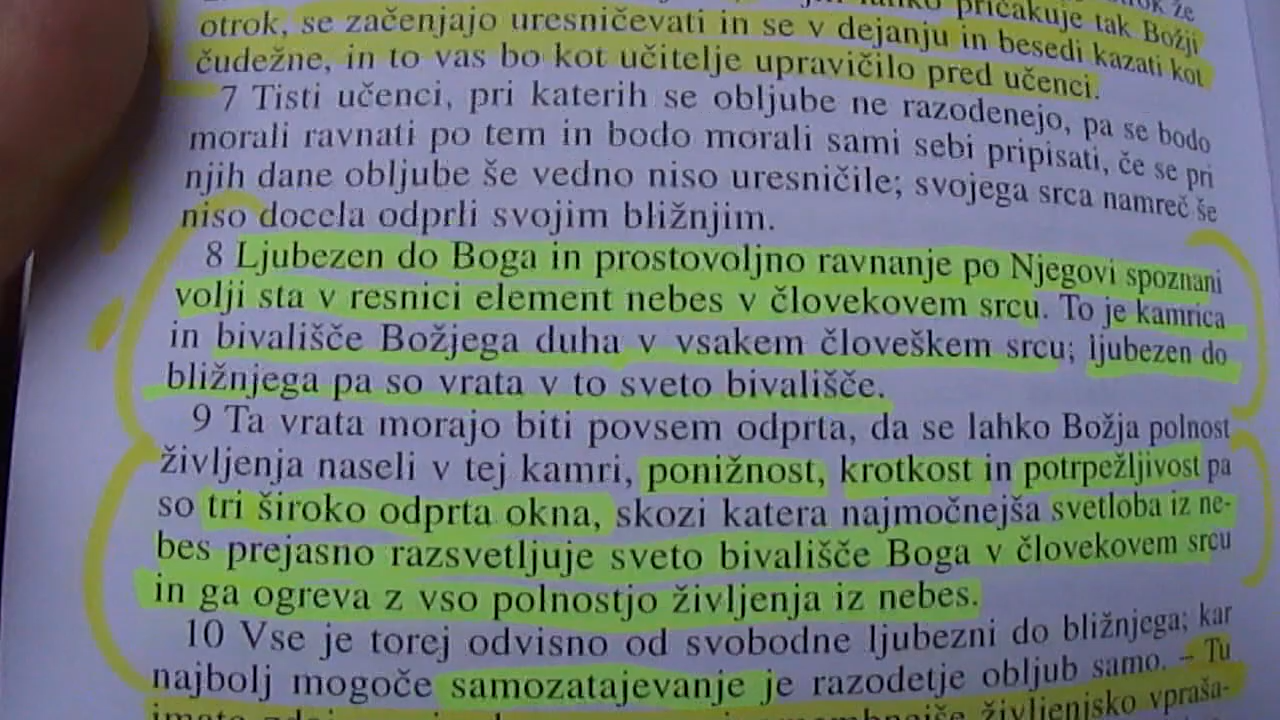 pričakuje tak Božji
otrok, se začenjajo uresničevati in se v dejanju in besedi kazati kot
čudežne, in to vas bo kot učitelje upravičilo pred učenci.
7 Tisti učenci, pri katerih se obljube ne razodenejo, pa se bodo
morali ravnati po tem in bodo morali sami sebi pripisati, če se pri
njih dane obljube še vedno niso uresničile; svojega srca namreč še
niso docela odprli svojim bližnjim.
8 Ljubezen do Boga in prostovoljno ravnanje po Njegovi spoznani
volji sta v resnici element nebes v človekovem srcu. To je kamrica
in bivališče Božjega duha v vsakem človeškem srcu; ljubezen do
bližnjega pa so vrata v to sveto bivališče.
9 Ta vrata morajo biti povsem odprta, da se lahko Božja polnost
življenja naseli v tej kamri, ponižnost, krotkost in potrpežljivost pa
so tri široko odprta okna, skozi katera najmočnejša svetloba iz ne-
bes prejasno razsvetljuje sveto bivališče Boga v človekovem srcu
in ga ogreva z vso polnostjo življenja iz nebes.
10 Vse je torej odvisno od svobodne ljubezni do bližnjega; kar
najbolj mogoče samozatajevanje je razodetje obljub samo. – Tu
življenjsko vpraša-